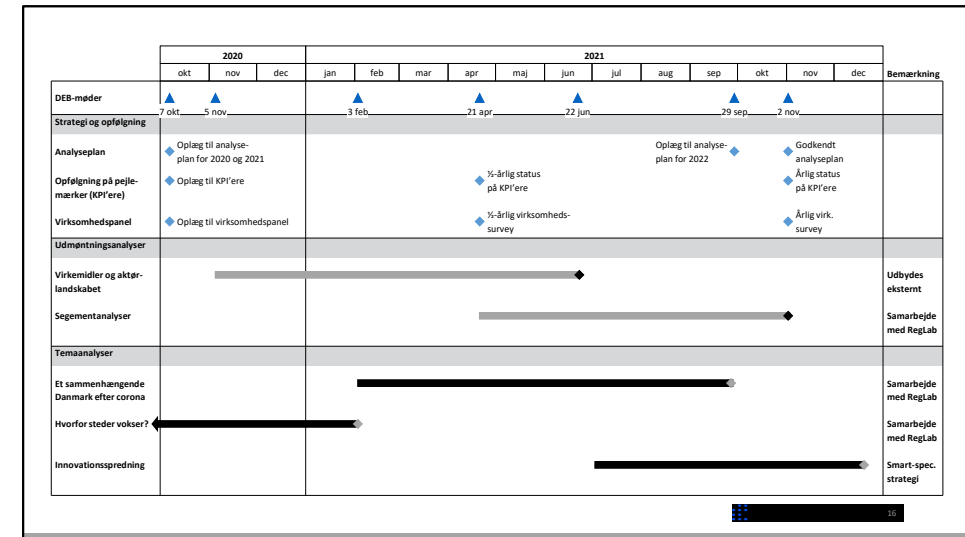 2020
2021
okt nov dec jan feb mar apr maj jun jul aug sep okt nov dec Bemærkning
DEB-møder
7 okt 5 nov 3 feb 21 apr 22 jun 29 sep 2 nov
Strategi og opfølgning
Analyseplan
Oplæg til analyse-
plan for 2020 og 2021
Oplæg til analyse-
plan for 2022
Godkendt
analyseplan
Opfølgning på pejle-
mærker (KPI'ere)
Oplæg til KPI'ere
½-årlig status
på KPI'ere
Årlig status
på KPI'ere
Virksomhedspanel
Oplæg til virksomhedspanel
½-årlig virksomheds-
survey
Årlig virk.
survey
Udmøntningsanalyser
Virkemidler og aktør-
landskabet
Udbydes
eksternt
Segementanalyser
Samarbejde
med RegLab
Temaanalyser
Et sammenhængende
Danmark efter corona
Samarbejde
med RegLab
Hvorfor steder vokser?
Samarbejde
med RegLab
Innovationsspredning
Smart-spec.
strategi
16